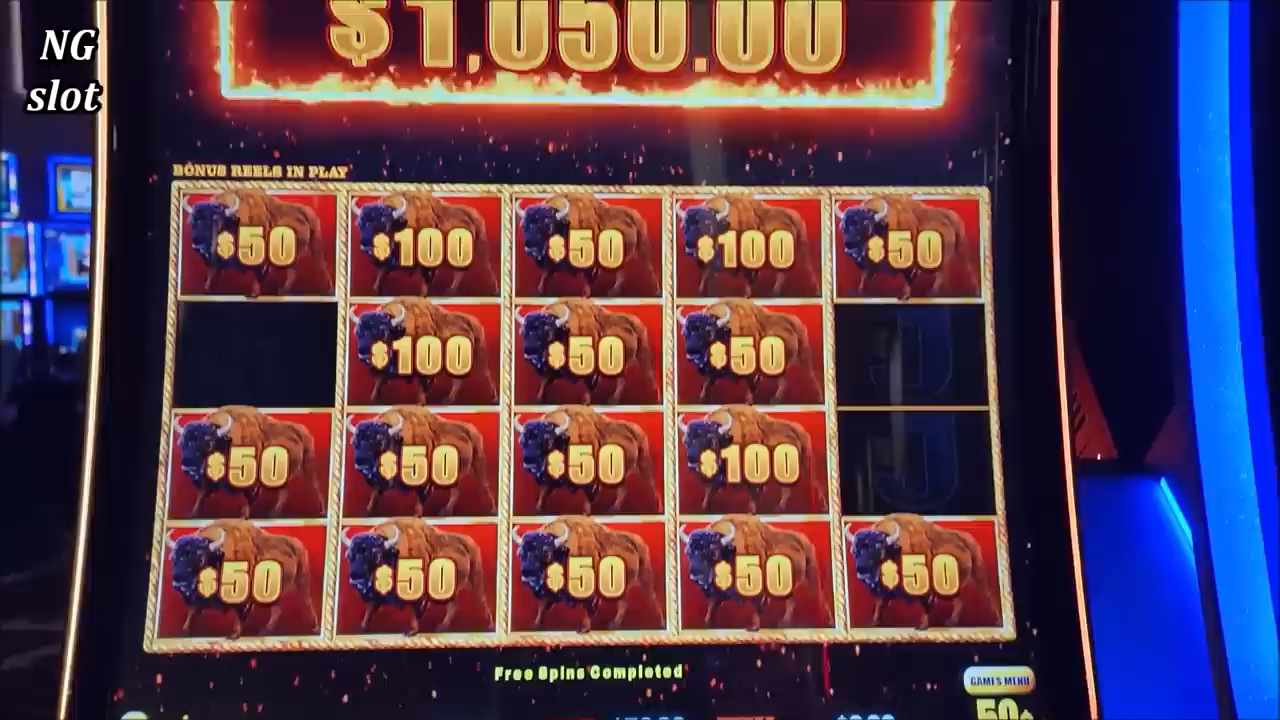 NG
slot
$1,050.00
BONUS REELS IN PLAY
$50 $100 $50 $100 $50
$100 $50 $50
$50 $50 $50 $100
$50 $50 $50 $50 $50
Free Spins Completed
GAMES MENU
50¢